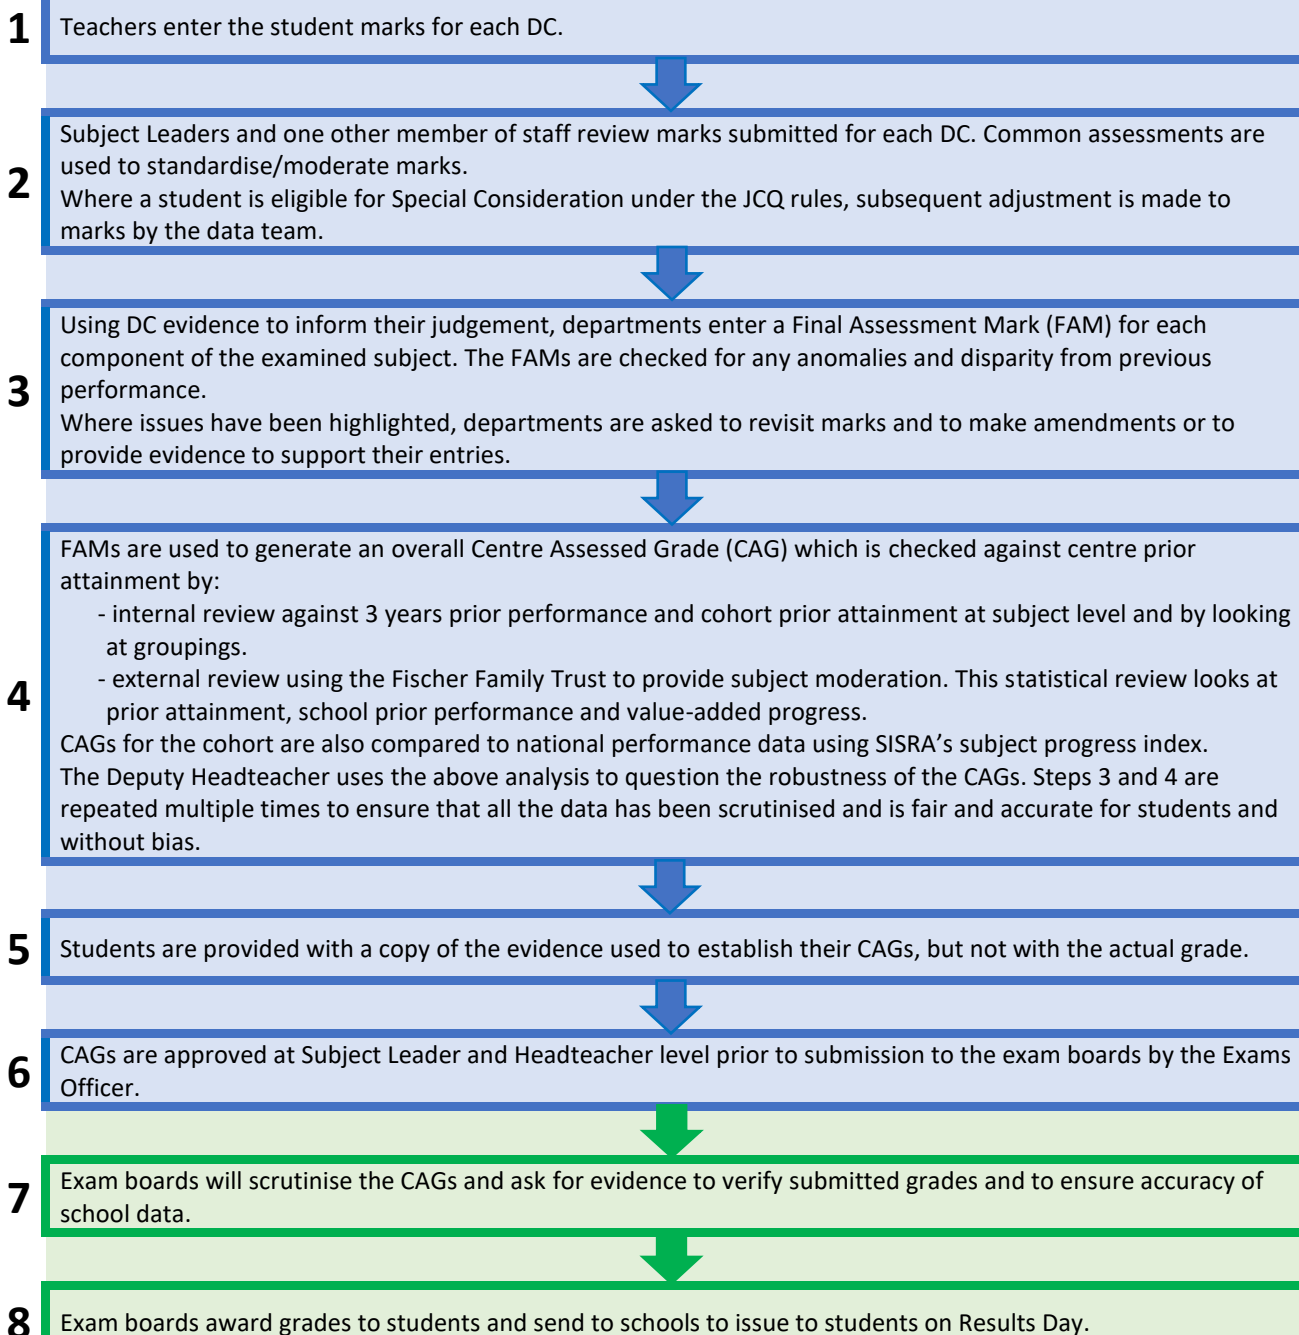 1
Teachers enter the student marks for each DC.
2
Subject Leaders and one other member of staff review marks submitted for each DC. Common assessments are
used to standardise/moderate marks.
Where a student is eligible for Special Consideration under the JCQ rules, subsequent adjustment is made to
marks by the data team.
3
Using DC evidence to inform their judgement, departments enter a Final Assessment Mark (FAM) for each
component of the examined subject. The FAMs are checked for any anomalies and disparity from previous
performance.
Where issues have been highlighted, departments are asked to revisit marks and to make amendments or to
provide evidence to support their entries.
4
FAMs are used to generate an overall Centre Assessed Grade (CAG) which is checked against centre prior
attainment by:
- internal review against 3 years prior performance and cohort prior attainment at subject level and by looking
at groupings.
- external review using the Fischer Family Trust to provide subject moderation. This statistical review looks at
prior attainment, school prior performance and value-added progress.
CAGs for the cohort are also compared to national performance data using SISRA’s subject progress index.
The Deputy Headteacher uses the above analysis to question the robustness of the CAGs. Steps 3 and 4 are
repeated multiple times to ensure that all the data has been scrutinised and is fair and accurate for students and
without bias.
5
Students are provided with a copy of the evidence used to establish their CAGs, but not with the actual grade.
6
CAGs are approved at Subject Leader and Headteacher level prior to submission to the exam boards by the Exams
Officer.
7
Exam boards will scrutinise the CAGs and ask for evidence to verify submitted grades and to ensure accuracy of
school data.
8
Exam boards award grades to students and send to schools to issue to students on Results Day.